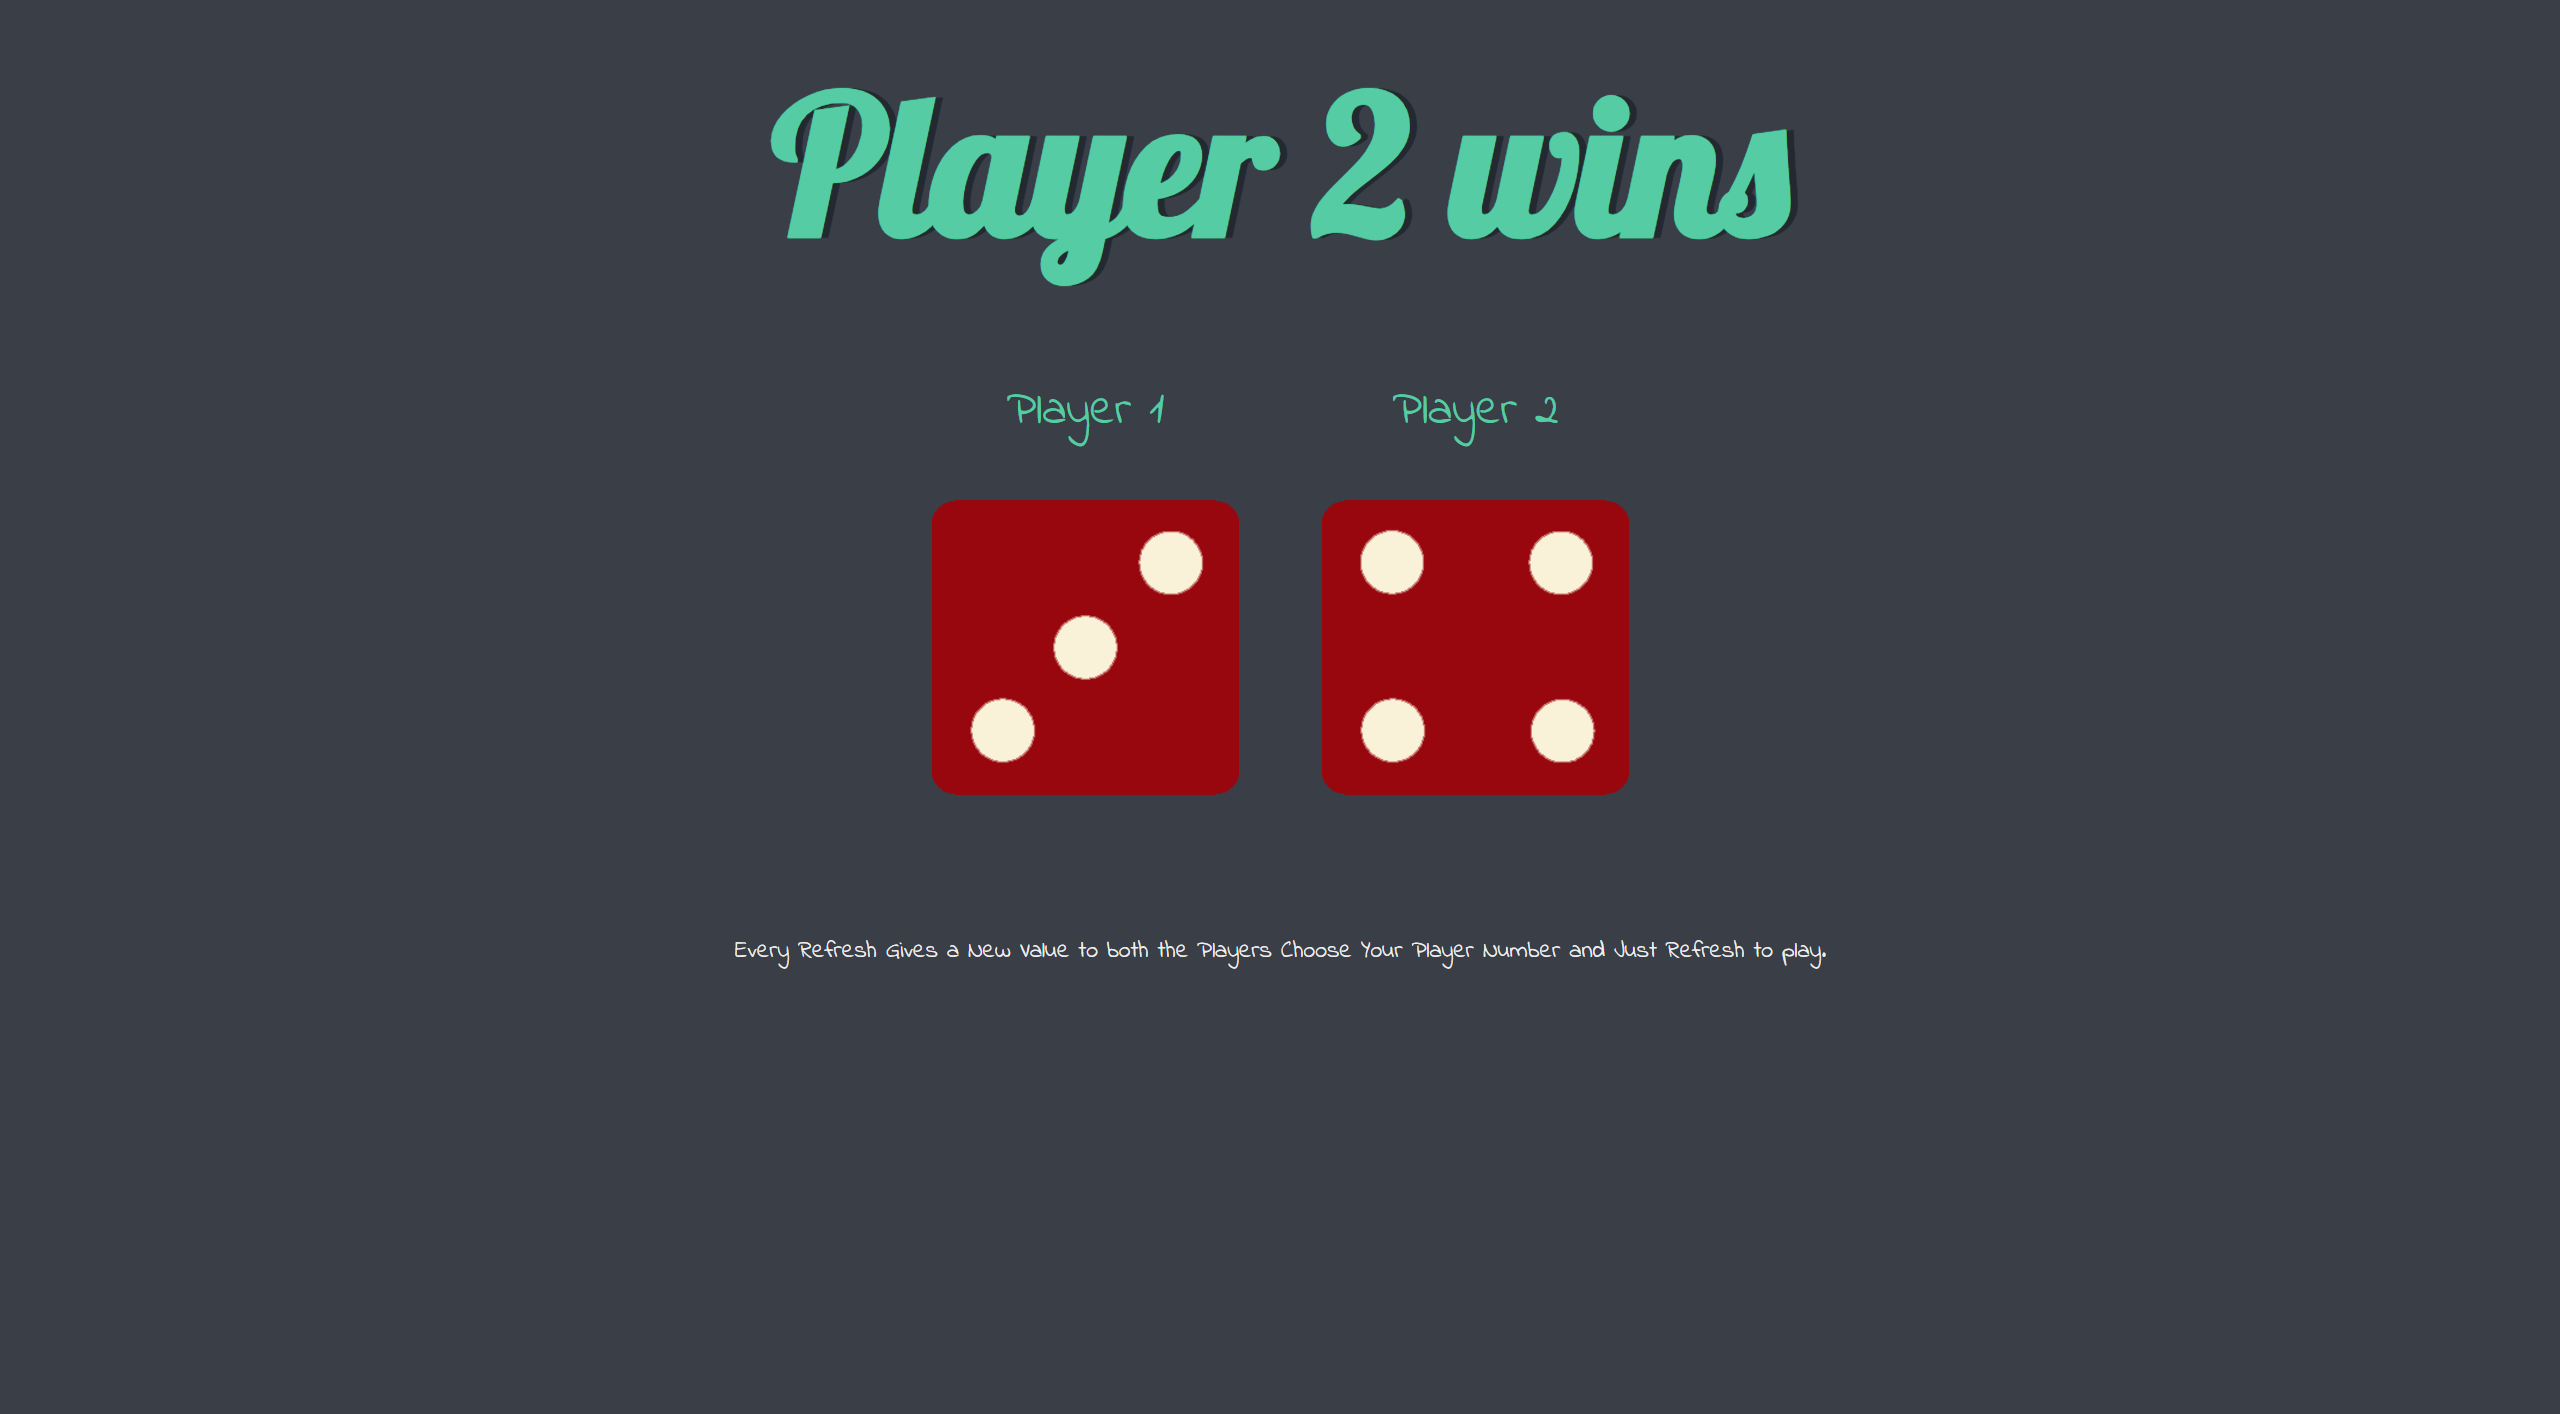 Player 2 wins
Player 1
Player 2
Every Refresh Gives a New Value to both the Players Choose Your Player Number and Just Refresh to play.